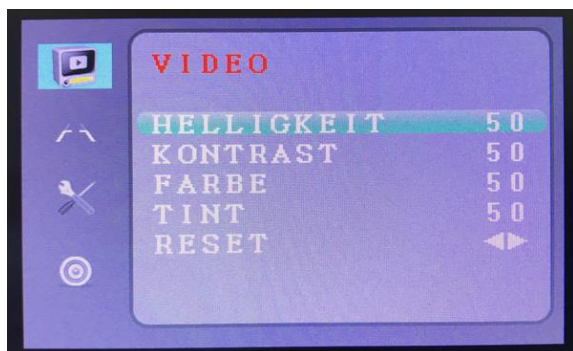 VIDEO
HELLIGKEIT 50
KONTRAST 50
FARBE 50
TINT 50
RESET